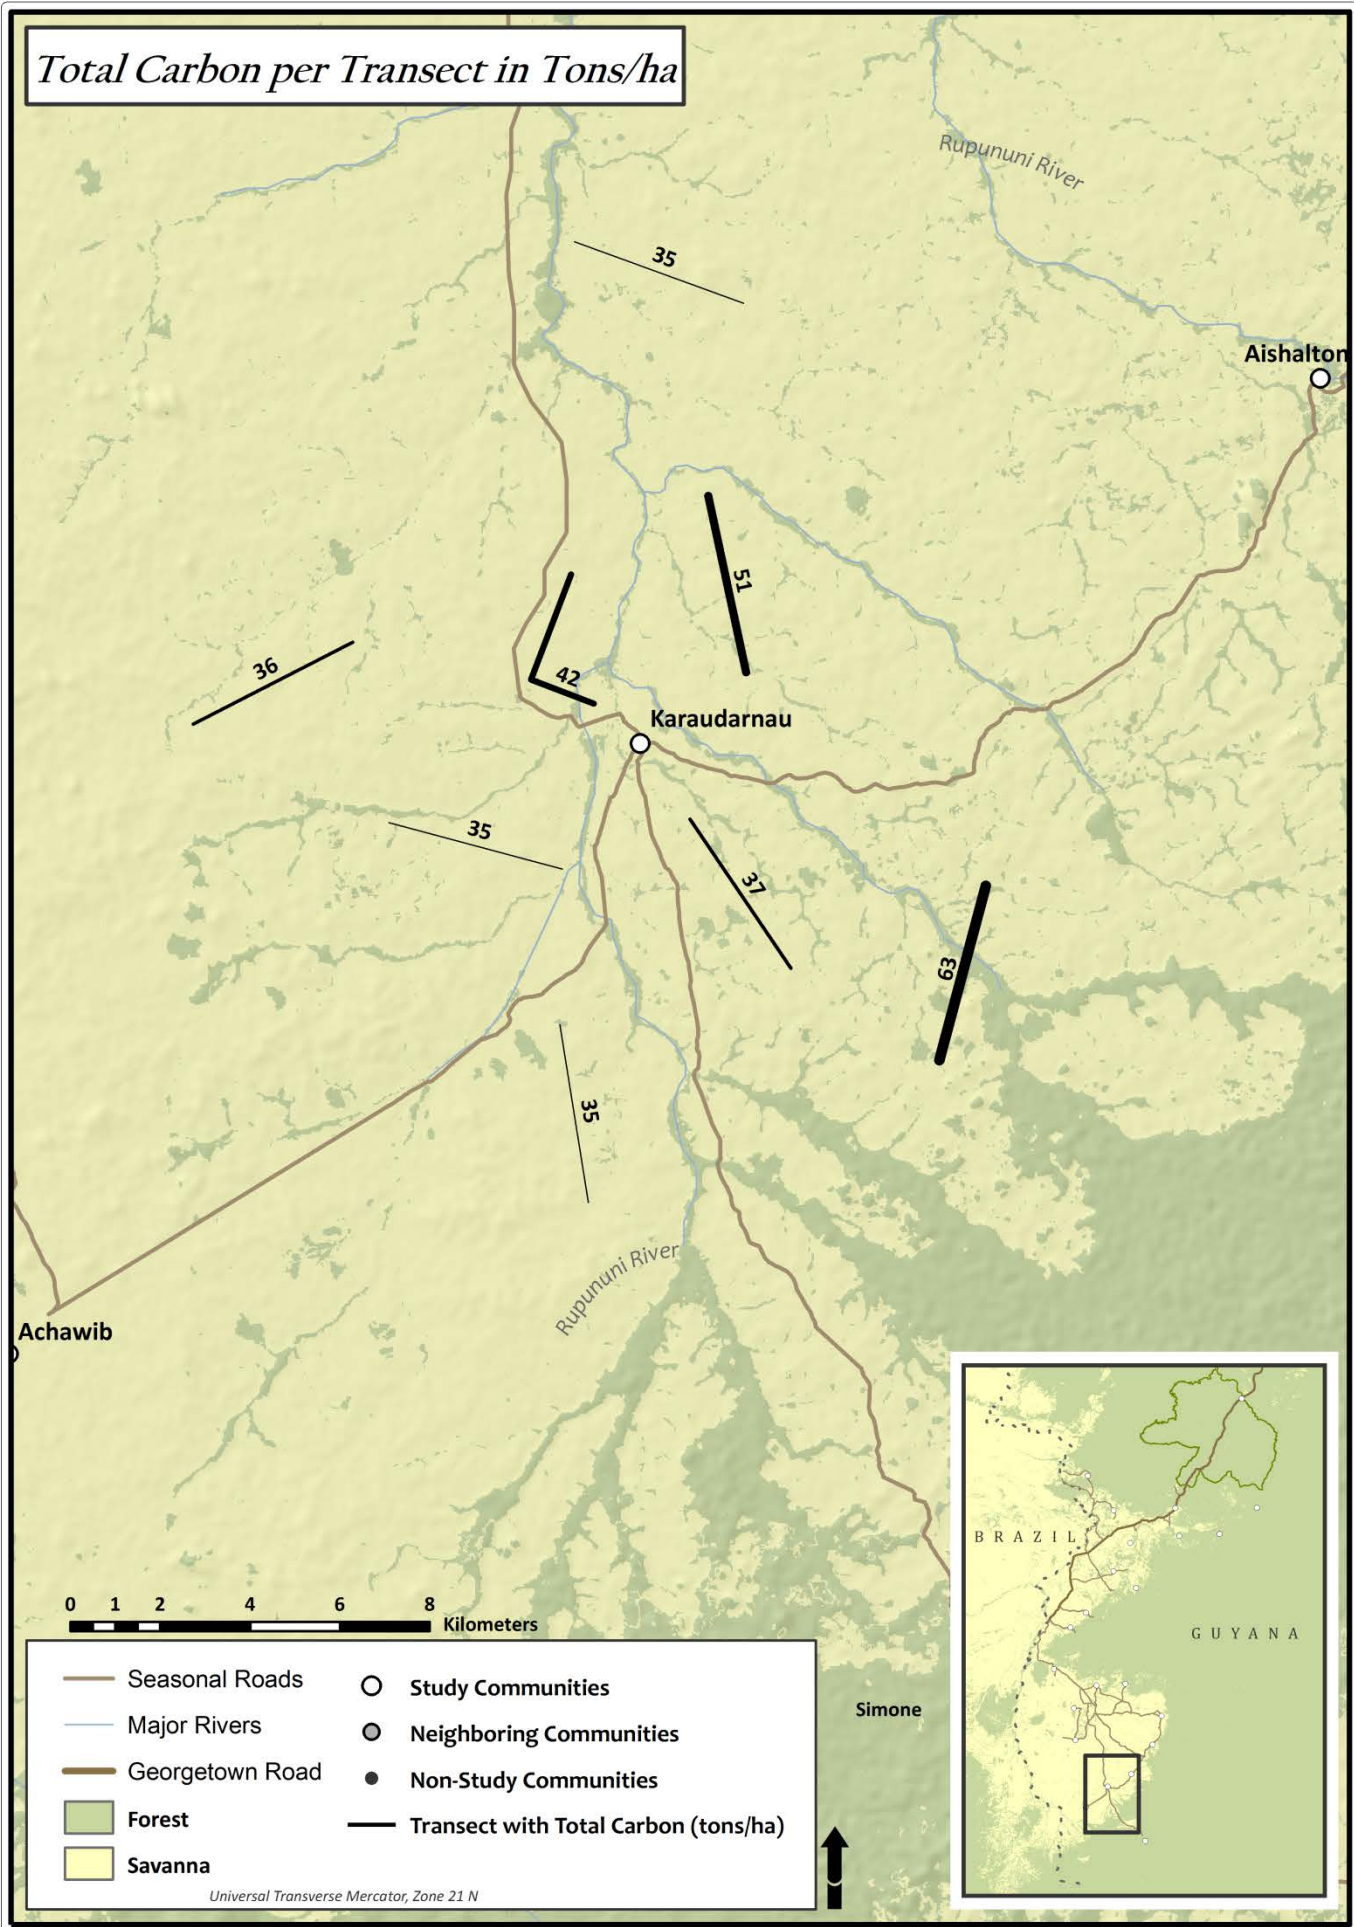 Total Carbon per Transect in Tons/ha
Rupununi River
35
Aishalton
51
36
42
Karaudarnau
35
37
63
35
Rupununi River
Achawib
BRAZIL
GUYANA
0 1 2 4 6 8
Kilometers
Simone
Seasonal Roads
Major Rivers
Georgetown Road
Forest
Savanna
Study Communities
Neighboring Communities
Non-Study Communities
Transect with Total Carbon (tons/ha)
Universal Transverse Mercator, Zone 21 N